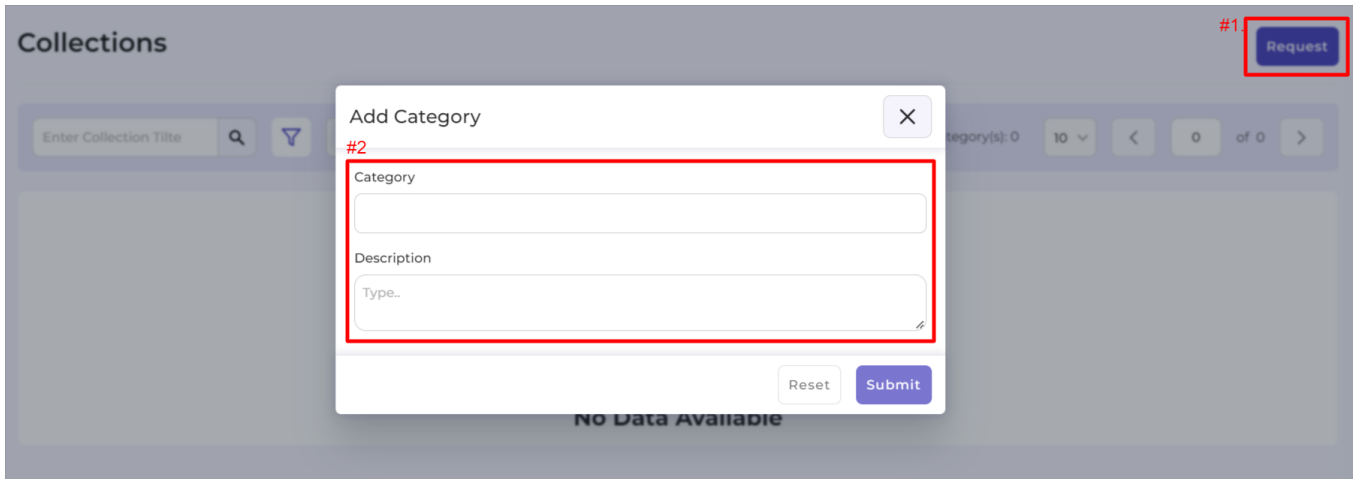 #1.
Collections
Request
Add Category
Enter Collection Tilte
tegory(s): 0
10
0
of 0
#2
Category
Description
Type..
Reset
Submit
No Data Available